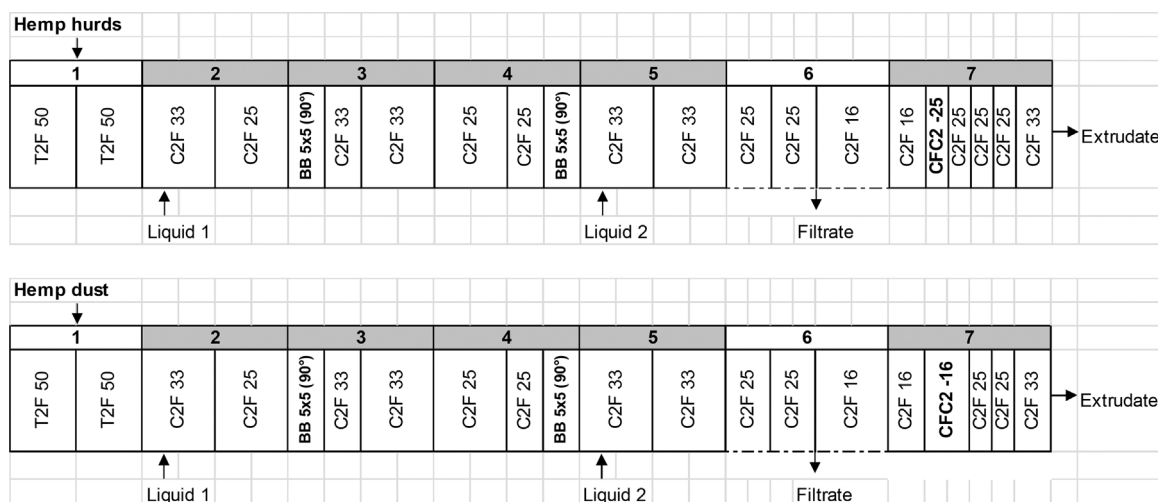 Hemp hurds
1 2 3 4 5 6 7
T2F 50
T2F 50
C2F 33
C2F 25
BB 5x5 (90°)
C2F 33
C2F 33
C2F 25
C2F 25
BB 5x5 (90°)
C2F 33
C2F 33
C2F 25
C2F 25
C2F 16
C2F 16
CFC2 -25
C2F 25
C2F 25
C2F 25
C2F 33
Extrudate
Liquid 1
Liquid 2
Filtrate
Hemp dust
1 2 3 4 5 6 7
T2F 50
T2F 50
C2F 33
C2F 25
BB 5x5 (90°)
C2F 33
C2F 33
C2F 25
C2F 25
BB 5x5 (90°)
C2F 33
C2F 33
C2F 25
C2F 25
C2F 16
C2F 16
CFC2 -16
C2F 25
C2F 25
C2F 33
Extrudate
Liquid 1
Liquid 2
Filtrate